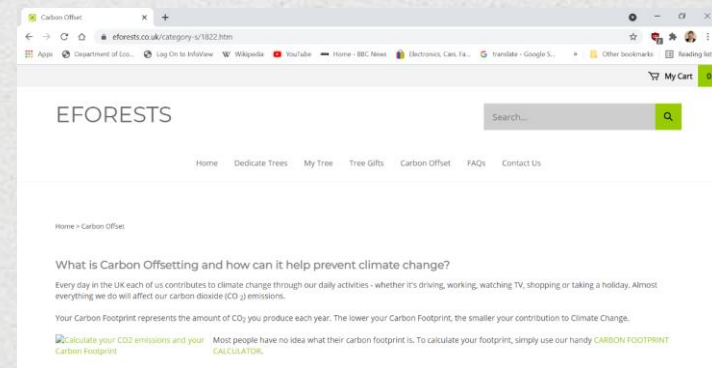 Carbon Offset
eforests.co.uk/category-s/1822.htm
Apps Department of Eco... Log On to InfoView Wikipedia YouTube Home - BBC News Electronics, Cars, Fa... translate - Google S... » Other bookmarks Reading list
My Cart 0
EFORESTS
Search...
Home Dedicate Trees My Tree Tree Gifts Carbon Offset FAQs Contact Us
Home > Carbon Offset
What is Carbon Offsetting and how can it help prevent climate change?
Every day in the UK each of us contributes to climate change through our daily activities - whether it's driving, working, watching TV, shopping or taking a holiday. Almost
everything we do will affect our carbon dioxide (CO 2) emissions.
Your Carbon Footprint represents the amount of CO2 you produce each year. The lower your Carbon Footprint, the smaller your contribution to Climate Change.
Calculate your CO2 emissions and your Most people have no idea what their carbon footprint is. To calculate your footprint, simply use our handy CARBON FOOTPRINT
Carbon Footprint CALCULATOR.